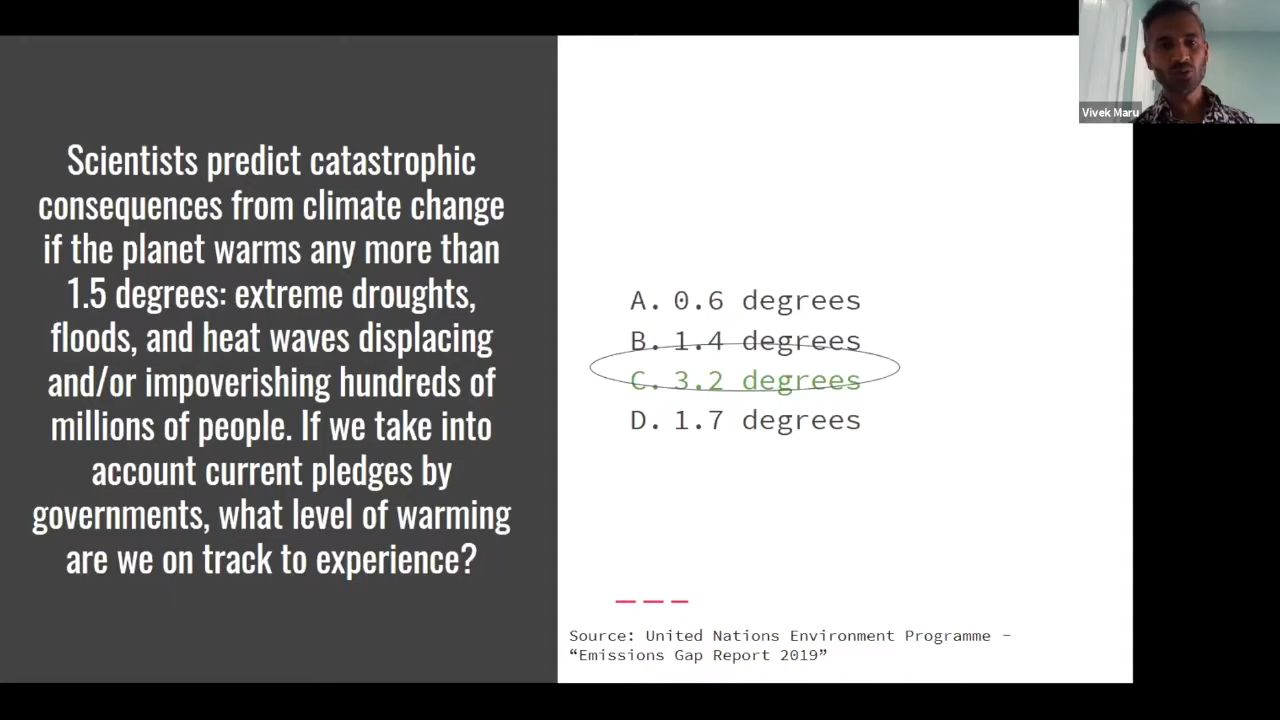 Vivek Maru
Scientists predict catastrophic
consequences from climate change
if the planet warms any more than
1.5 degrees: extreme droughts,
floods, and heat waves displacing
and/or impoverishing hundreds of
millions of people. If we take into
account current pledges by
governments, what level of warming
are we on track to experience?
A. 0.6 degrees
B. 1.4 degrees
C. 3.2 degrees
D. 1.7 degrees
Source: United Nations Environment Programme -
“Emissions Gap Report 2019”